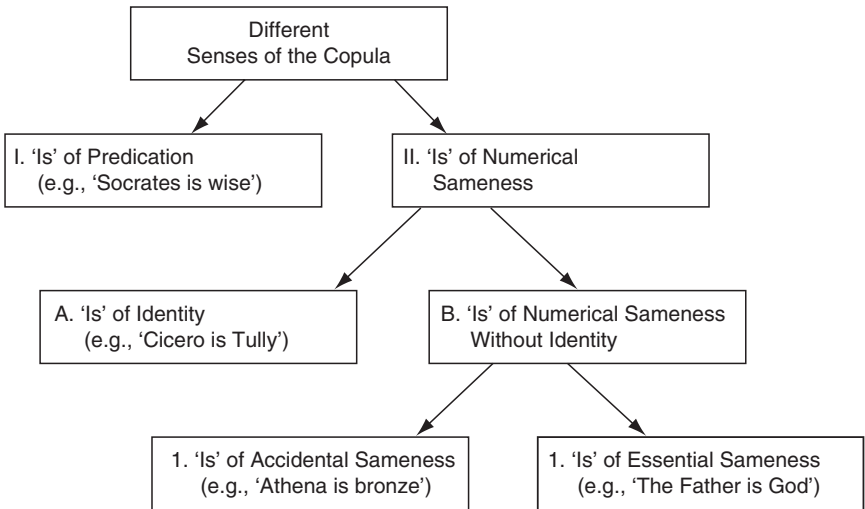 Different
Senses of the Copula
I. ‘Is’ of Predication
(e.g., ‘Socrates is wise’)
II. ‘Is’ of Numerical
Sameness
A. ‘Is’ of Identity
(e.g., ‘Cicero is Tully’)
B. ‘Is’ of Numerical Sameness
Without Identity
1. ‘Is’ of Accidental Sameness
(e.g., ‘Athena is bronze’)
1. ‘Is’ of Essential Sameness
(e.g., ‘The Father is God’)